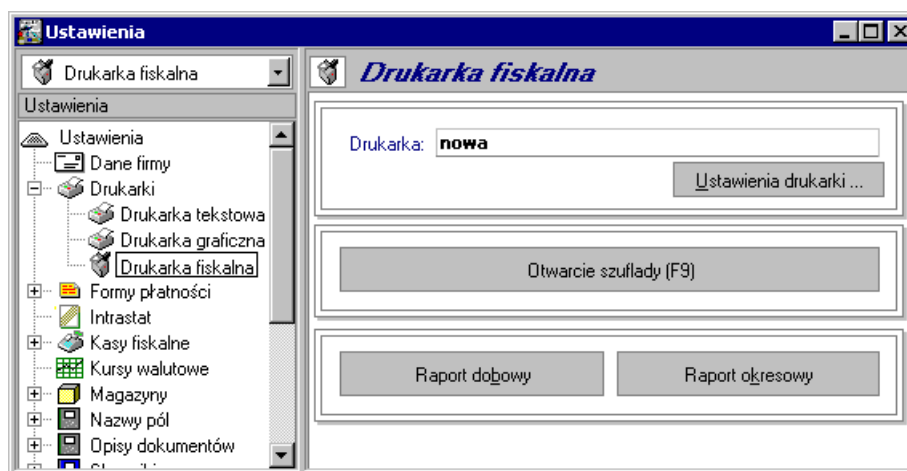 Ustawienia
Drukarka fiskalna
Ustawienia
Ustawienia
Dane firmy
Drukarki
Drukarka tekstowa
Drukarka graficzna
Drukarka fiskalna
Formy płatności
Intrastat
Kasy fiskalne
Kursy walutowe
Magazyny
Nazwy pól
Opisy dokumentów
Drukarka fiskalna
Drukarka: nowa
Ustawienia drukarki ...
Otwarcie szuflady (F9)
Raport dobowy Raport okresowy